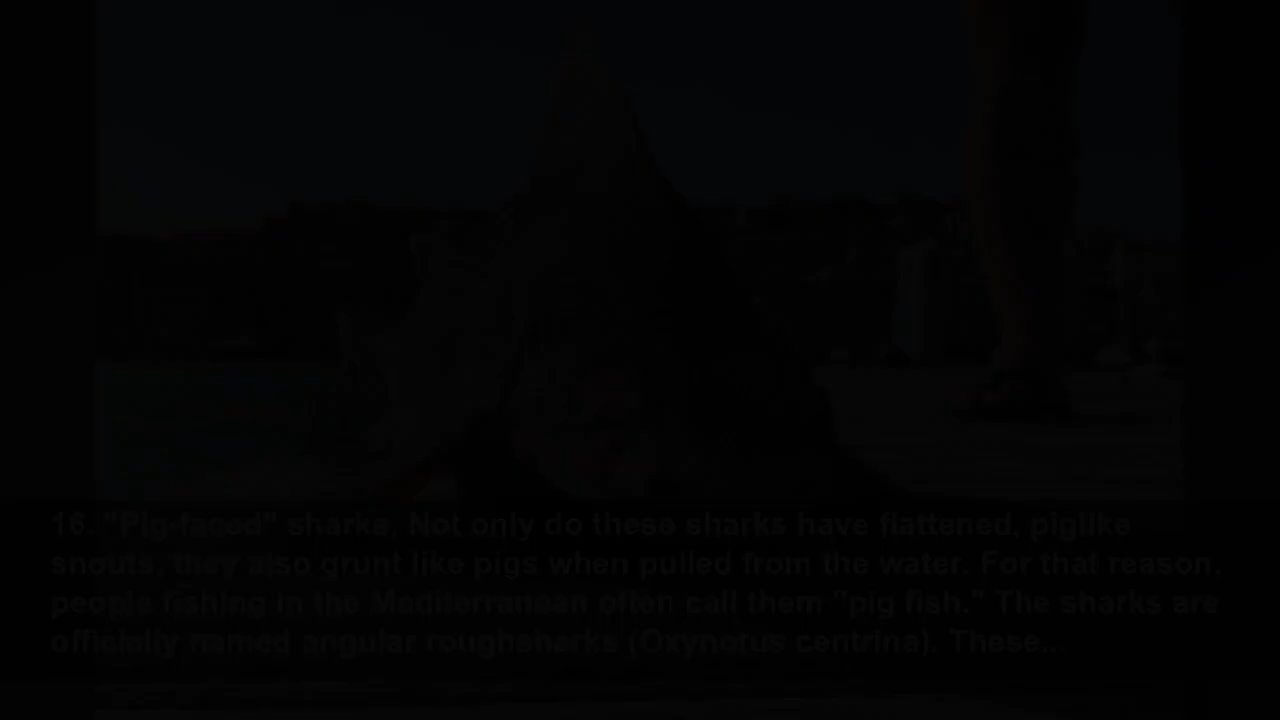 16. "Pig-faced" sharks. Not only do these sharks have flattened, piglike
snouts, they also grunt like pigs when pulled from the water. For that reason,
people fishing in the Mediterranean often call them "pig fish." The sharks are
officially named angular roughsharks (Oxynotus centrina). These...